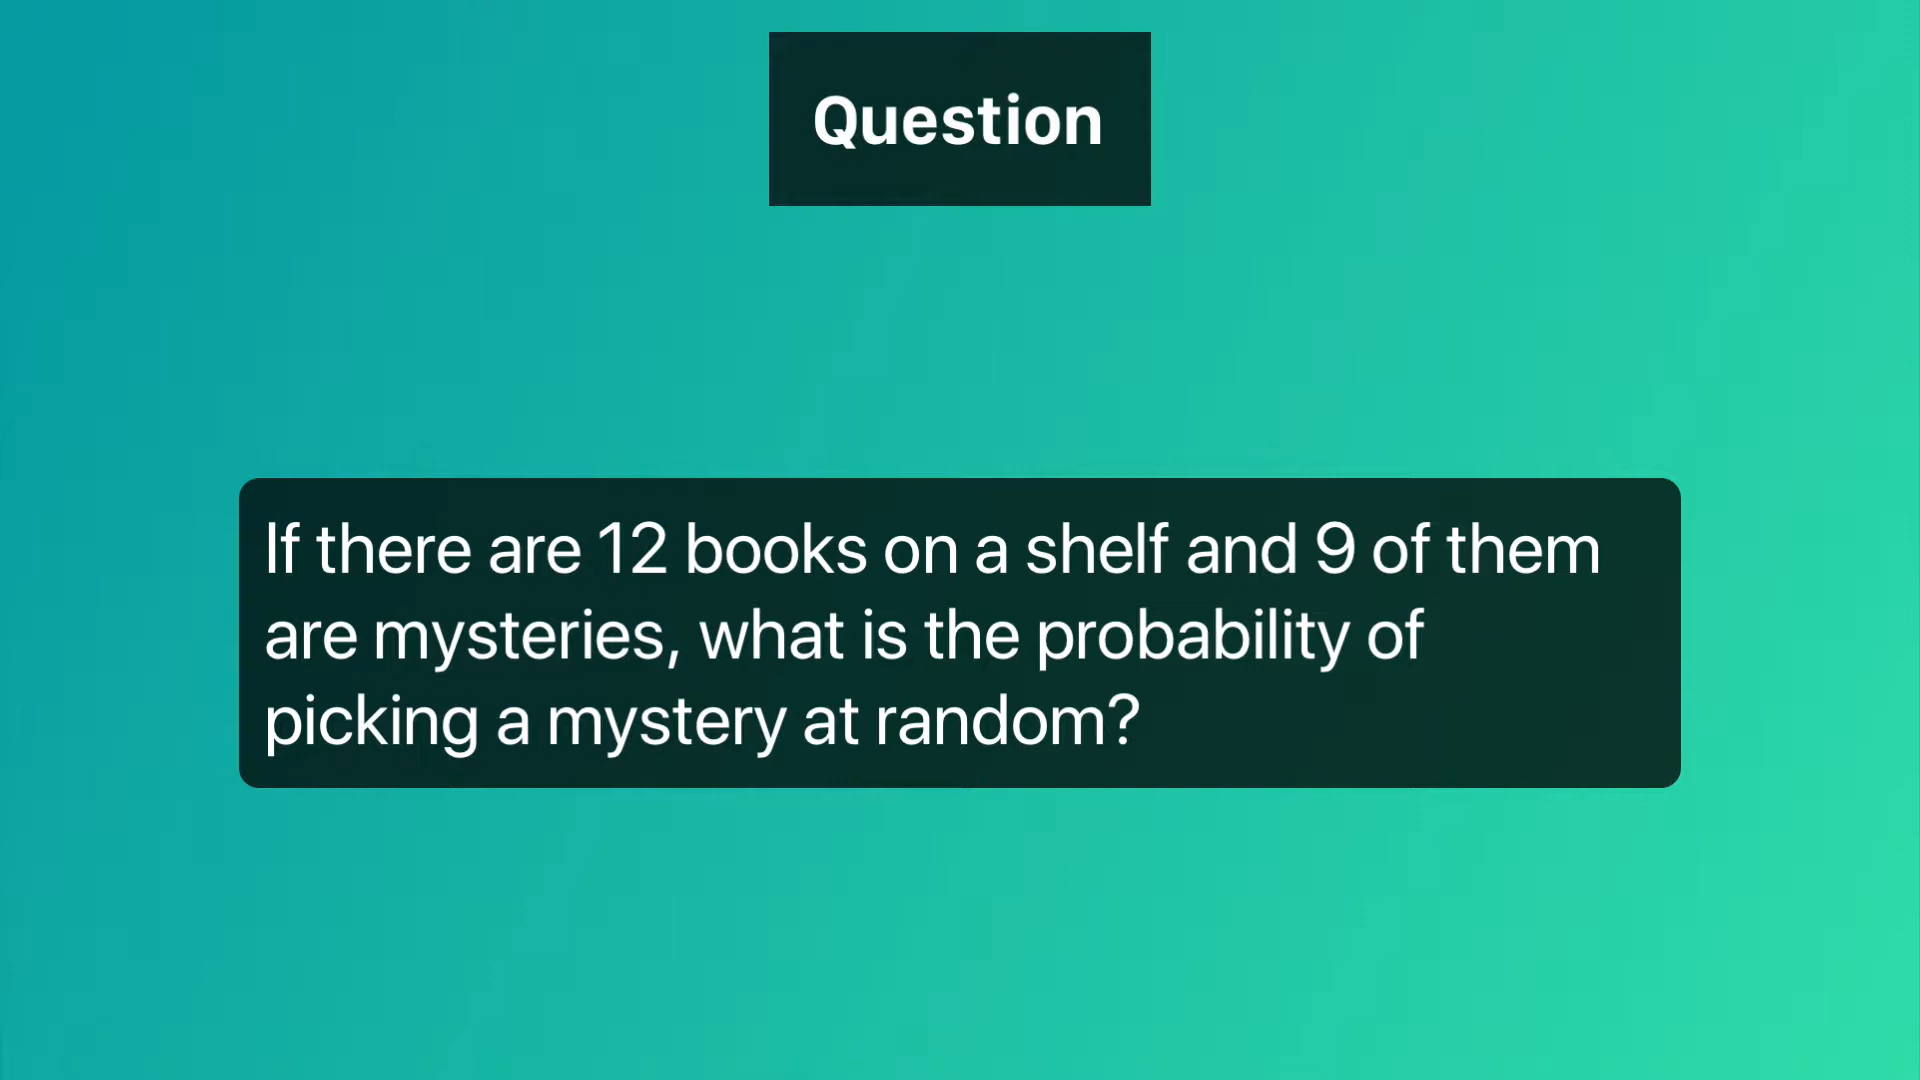 Question
If there are 12 books on a shelf and 9 of them
are mysteries, what is the probability of
picking a mystery at random?